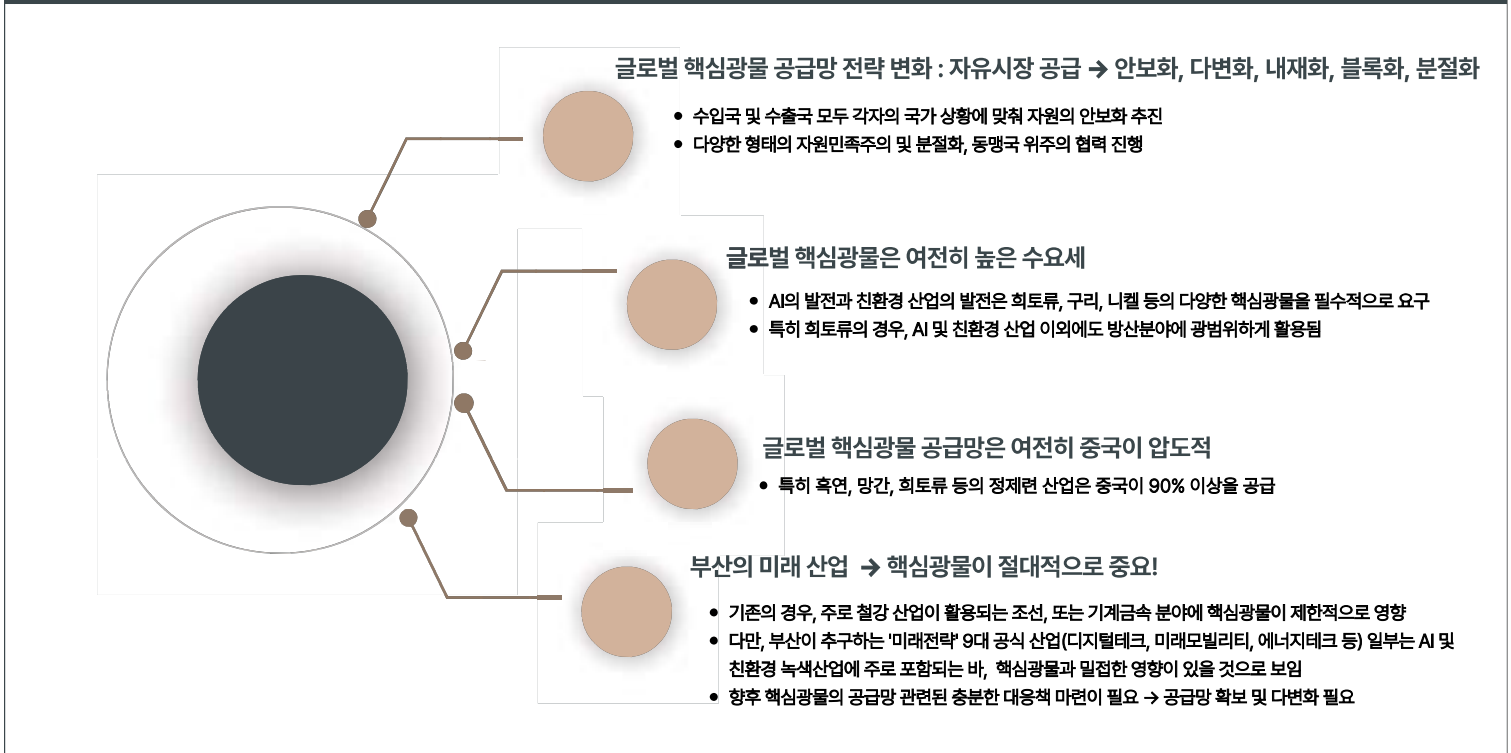 글로벌 핵심광물 공급망 전략 변화 : 자유시장 공급 → 안보화, 다변화, 내재화, 블록화, 분절화
● 수입국 및 수출국 모두 각자의 국가 상황에 맞춰 자원의 안보화 추진
● 다양한 형태의 자원민족주의 및 분절화, 동맹국 위주의 협력 진행
글로벌 핵심광물은 여전히 높은 수요세
● AI의 발전과 친환경 산업의 발전은 희토류, 구리, 니켈 등의 다양한 핵심광물을 필수적으로 요구
● 특히 희토류의 경우, AI 및 친환경 산업 이외에도 방산분야에 광범위하게 활용됨
글로벌 핵심광물 공급망은 여전히 중국이 압도적
● 특히 흑연, 망간, 희토류 등의 정제련 산업은 중국이 90% 이상을 공급
부산의 미래 산업 → 핵심광물이 절대적으로 중요!
● 기존의 경우, 주로 철강 산업이 활용되는 조선, 또는 기계금속 분야에 핵심광물이 제한적으로 영향
● 다만, 부산이 추구하는 '미래전략' 9대 공식 산업(디지털테크, 미래모빌리티, 에너지테크 등) 일부는 AI 및
친환경 녹색산업에 주로 포함되는 바, 핵심광물과 밀접한 영향이 있을 것으로 보임
● 향후 핵심광물의 공급망 관련된 충분한 대응책 마련이 필요 → 공급망 확보 및 다변화 필요